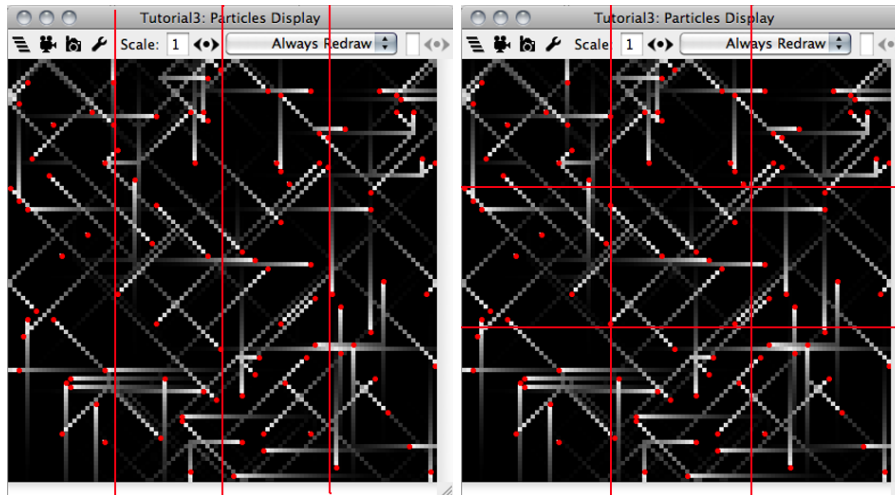 Tutorial3: Particles Display
Scale: 1 Always Redraw
Tutorial3: Particles Display
Scale 1 Always Redraw